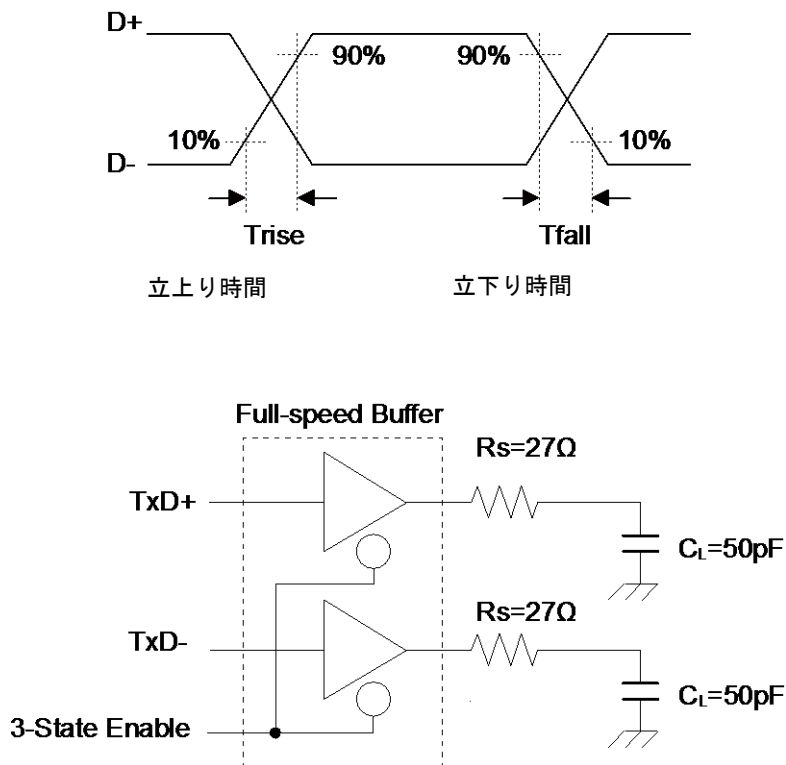 D+
90%
90%
10%
10%
D-
Trise
Tfall
立上り時間
立下り時間
Full-speed Buffer
Rs=27Ω
TxD+
CL=50pF
Rs=27Ω
TxD-
CL=50pF
3-State Enable